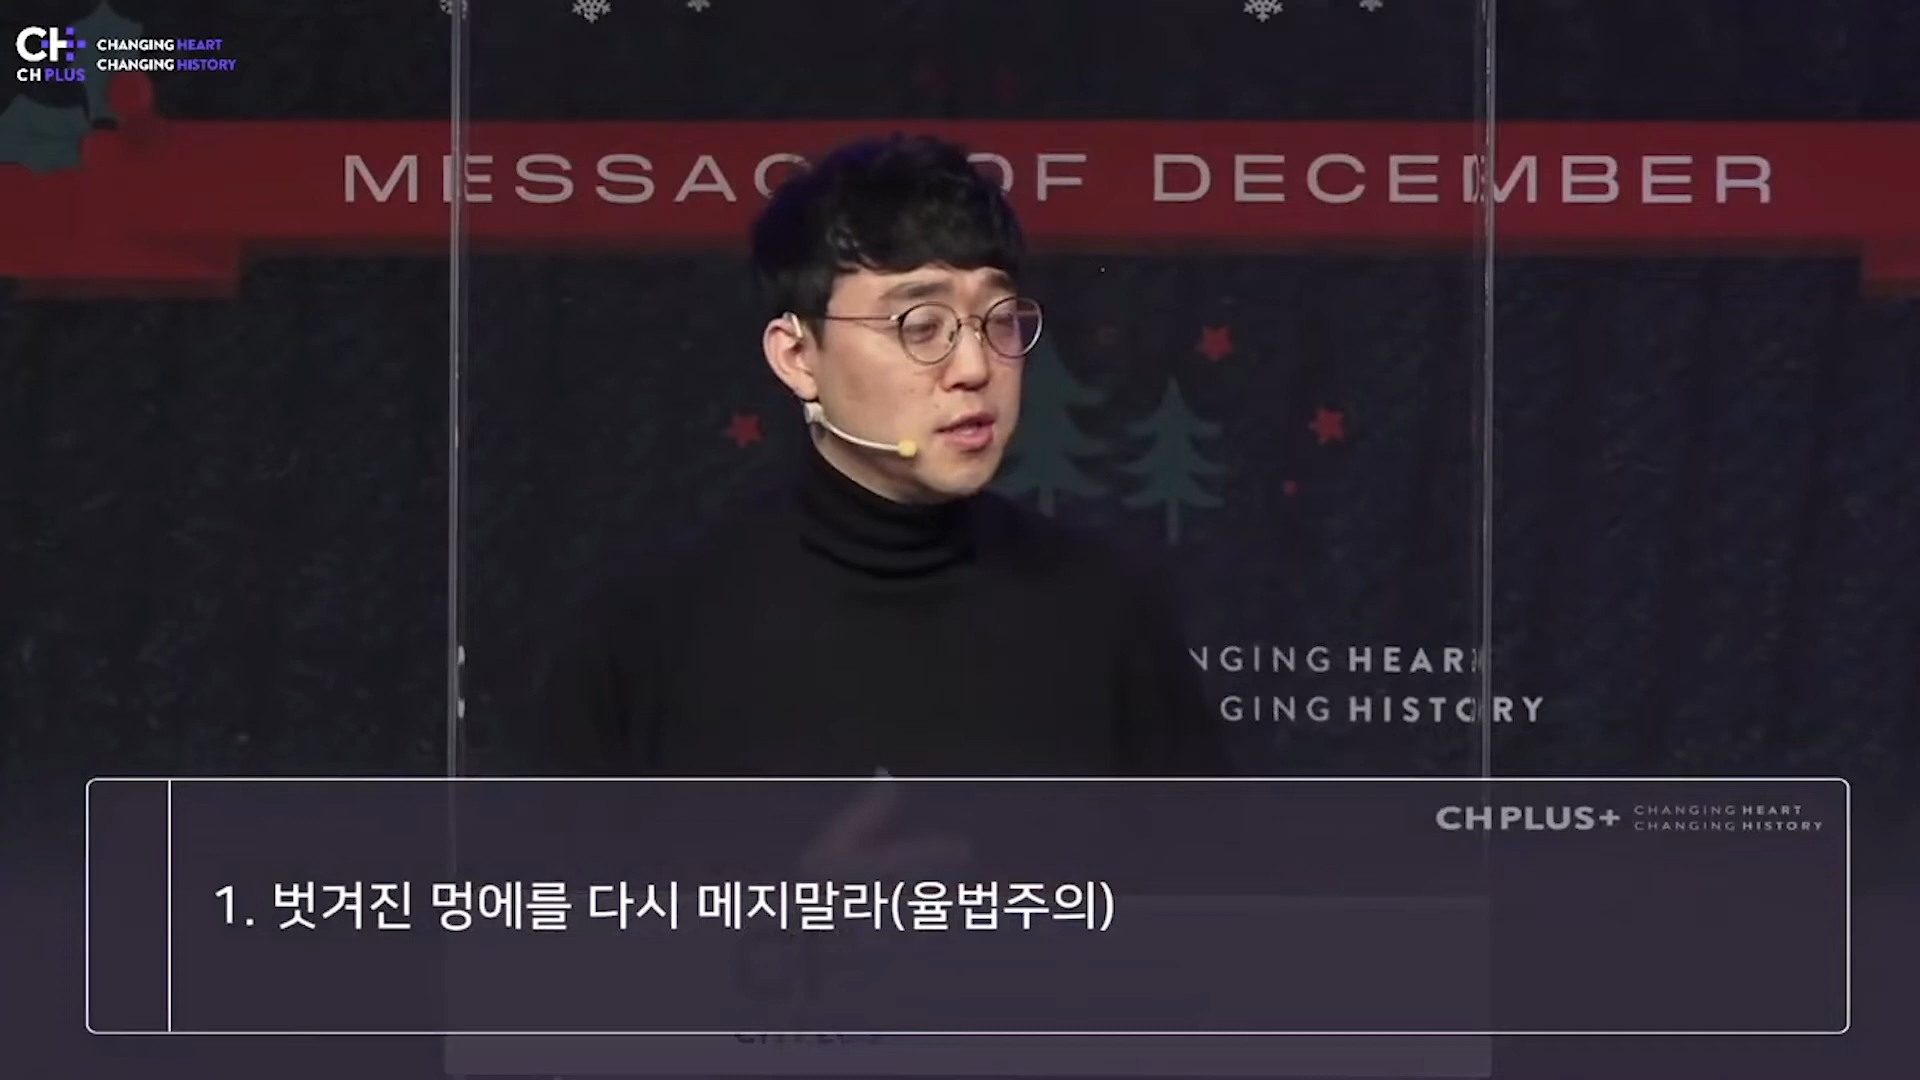 CH+
CH PLUS
CHANGING HEART
CHANGING HISTORY
MESSAG OF DECEMBER
NGING HEAR
GING HISTORY
CH PLUS+
CHANGING HEART
CHANGING HISTORY
1. 벗겨진 멍에를 다시 메지말라(율법주의)